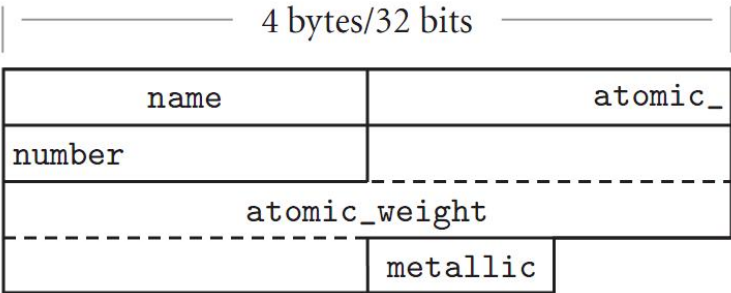 4 bytes/32 bits
name atomic_
number
atomic_weight
metallic